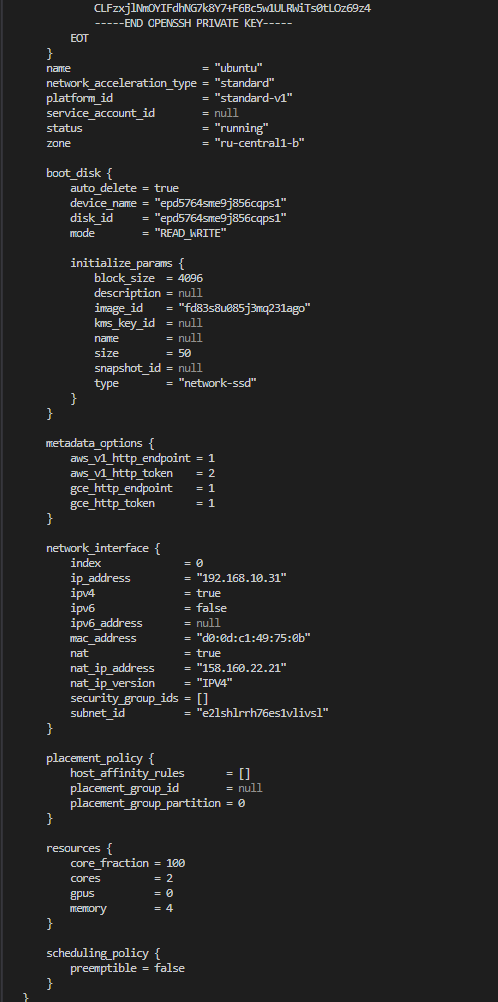 CLFzxjlNmOYIFdhNG7k8Y7+F6Bc5w1ULRWiTs0tLOz69z4
-----END OPENSSH PRIVATE KEY-----
EOT
}
name = "ubuntu"
network_acceleration_type = "standard"
platform_id = "standard-v1"
service_account_id = null
status = "running"
zone = "ru-central1-b"
boot_disk {
auto_delete = true
device_name = "epd5764sme9j856cqps1"
disk_id = "epd5764sme9j856cqps1"
mode = "READ_WRITE"
initialize_params {
block_size = 4096
description = null
image_id = "fd83s8u085j3mq231ago"
kms_key_id = null
name = null
size = 50
snapshot_id = null
type = "network-ssd"
}
}
metadata_options {
aws_v1_http_endpoint = 1
aws_v1_http_token = 2
gce_http_endpoint = 1
gce_http_token = 1
}
network_interface {
index = 0
ip_address = "192.168.10.31"
ipv4 = true
ipv6 = false
ipv6_address = null
mac_address = "d0:0d:c1:49:75:0b"
nat = true
nat_ip_address = "158.160.22.21"
nat_ip_version = "IPV4"
security_group_ids = []
subnet_id = "e2lshlrrh76es1vlivsl"
}
placement_policy {
host_affinity_rules = []
placement_group_id = null
placement_group_partition = 0
}
resources {
core_fraction = 100
cores = 2
gpus = 0
memory = 4
}
scheduling_policy {
preemptible = false
}
}